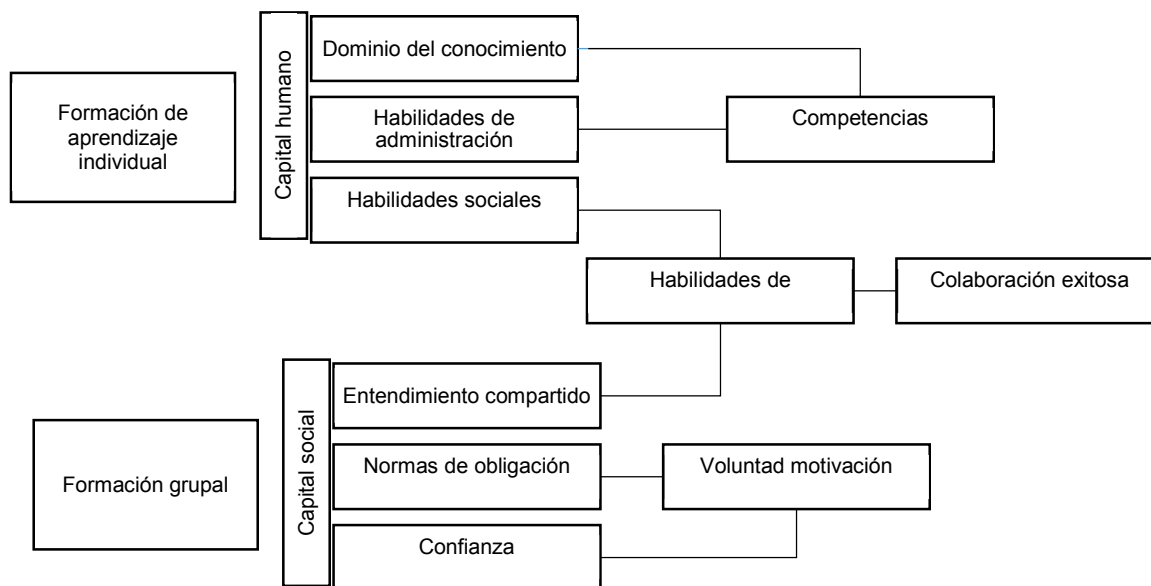 Formación de
aprendizaje
individual
Capital humano
Dominio del conocimiento
Habilidades de
administración
Habilidades sociales
Competencias
Habilidades de
Colaboración exitosa
Formación grupal
Capital social
Entendimiento compartido
Normas de obligación
Confianza
Voluntad motivación